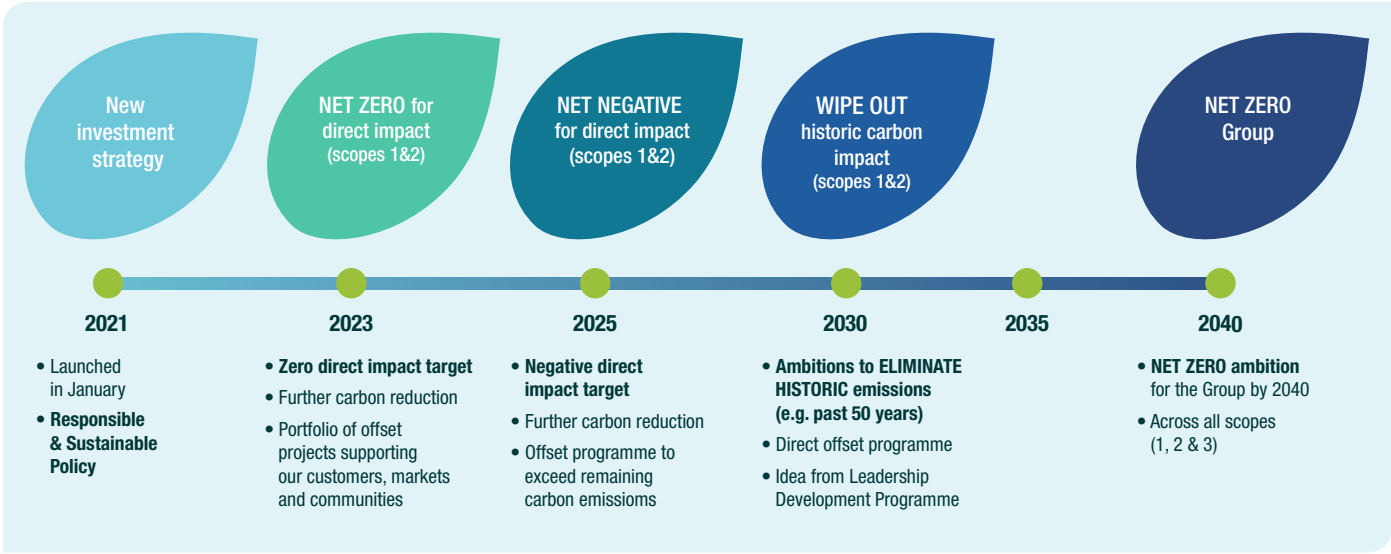 New
investment
strategy
NET ZERO for
direct impact
(scopes 1&2)
NET NEGATIVE
for direct impact
(scopes 1&2)
WIPE OUT
historic carbon
impact
(scopes 1&2)
NET ZERO
Group
2021
2023
2025
2030
2035
2040
• Launched
in January
• Responsible
& Sustainable
Policy
• Zero direct impact target
• Further carbon reduction
• Portfolio of offset
projects supporting
our customers, markets
and communities
• Negative direct
impact target
• Further carbon reduction
• Offset programme to
exceed remaining
carbon emissioms
• Ambitions to ELIMINATE
HISTORIC emissions
(e.g. past 50 years)
• Direct offset programme
• Idea from Leadership
Development Programme
• NET ZERO ambition
for the Group by 2040
• Across all scopes
(1, 2 & 3)